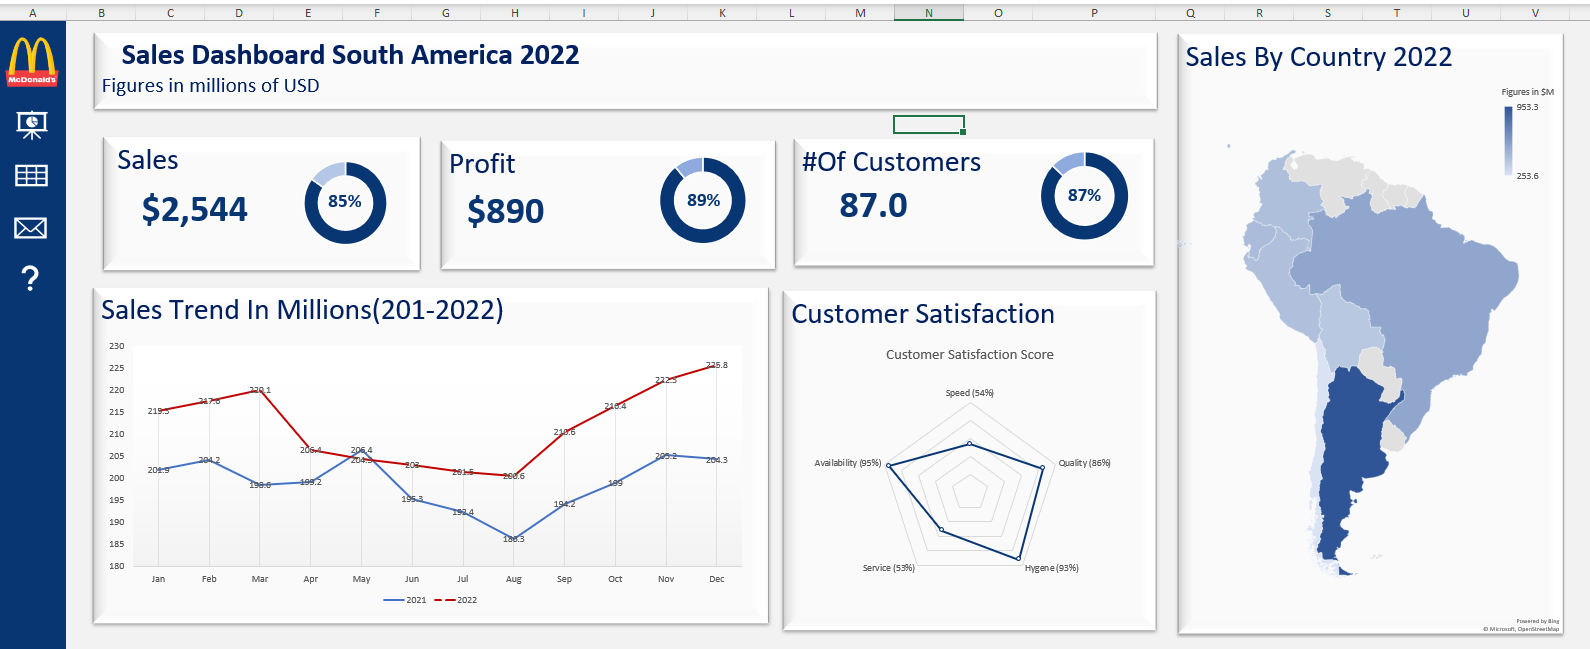 A B C D E F G H I J K L M N O P Q R S T U V
McDonald's
Sales Dashboard South America 2022
Figures in millions of USD
Sales
$2,544
85%
Profit
$890
89%
#Of Customers
87.0
87%
Sales Trend In Millions(201-2022)
230
225
220
215
210
205
200
195
190
185
180
201.9 204.2 198.6 199.2 206.4 195.3 192.4 186.3 194.2 199 205.2 204.3
217.6 220.1 206.4 204.3 203 201.5 200.6 210.6 216.4 222.3 225.8
Jan Feb Mar Apr May Jun Jul Aug Sep Oct Nov Dec
2021 2022
Customer Satisfaction
Customer Satisfaction Score
Speed (54%)
Availability (95%)
Quality (86%)
Service (53%)
Hygene (93%)
Sales By Country 2022
Figures in $M
953.3
253.6
Powered by Bing
© Microsoft, OpenStreetMap
?